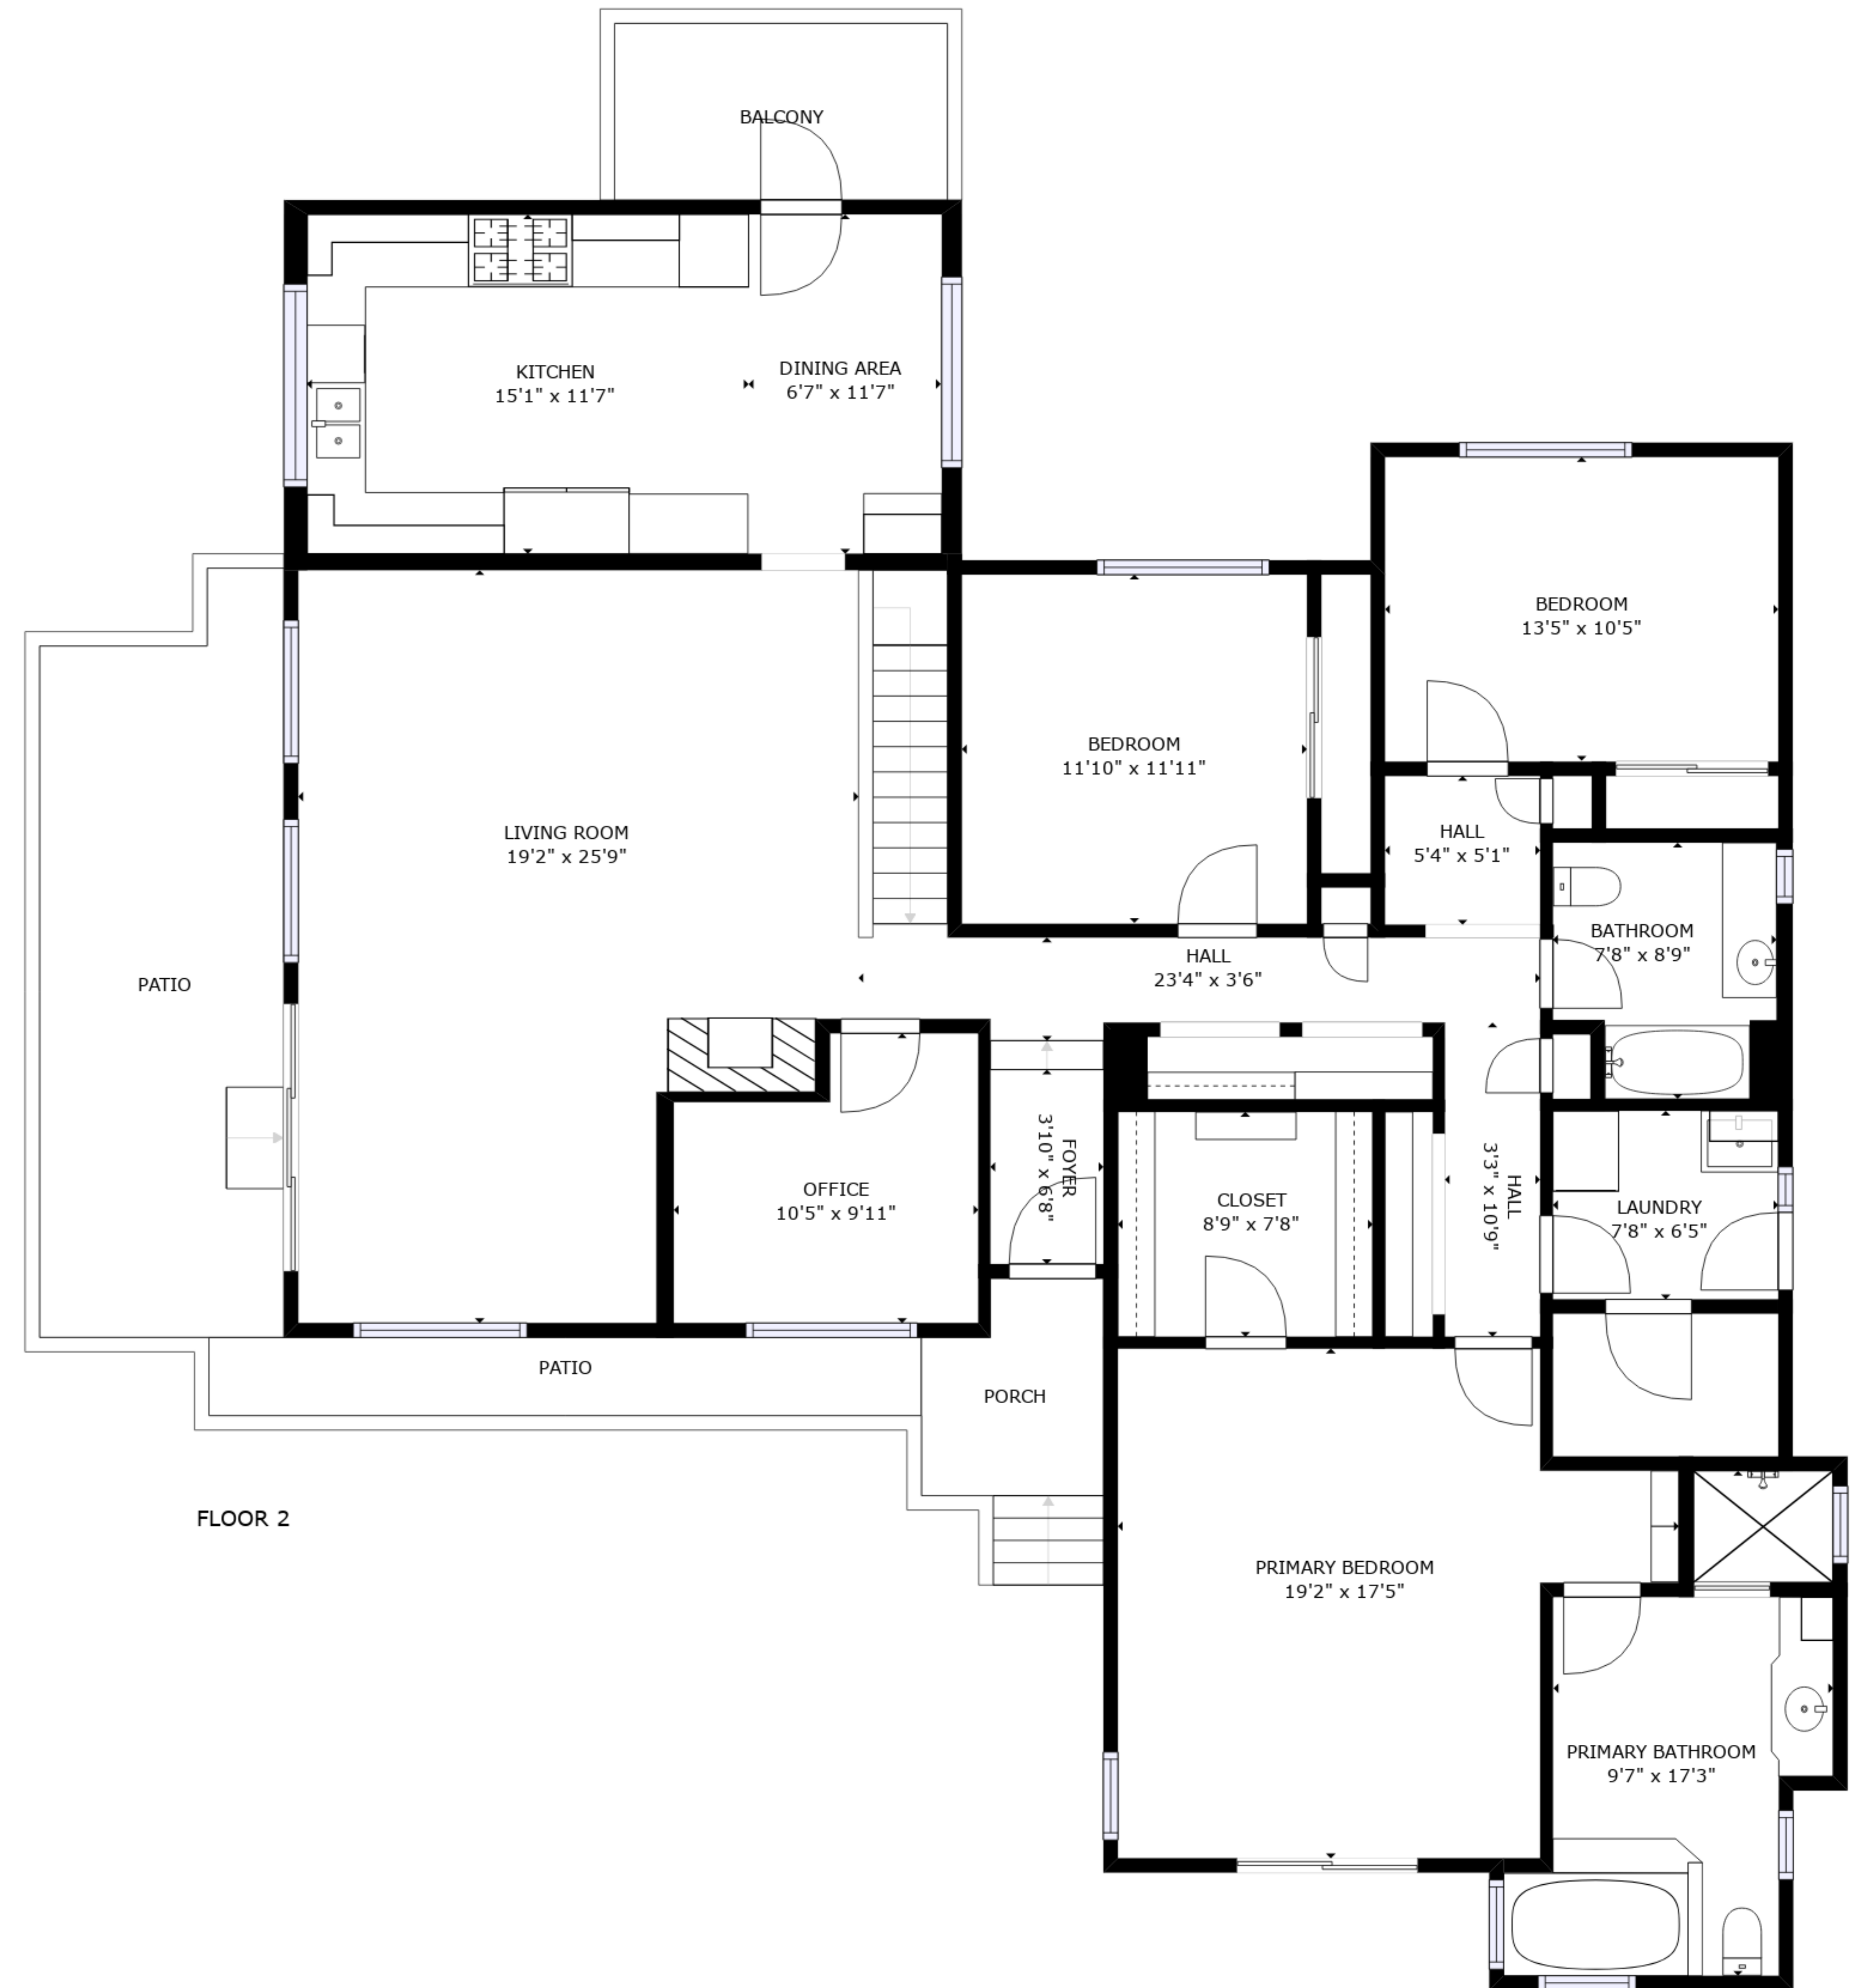 BALCONY
KITCHEN
15'1" x 11'7"
DINING AREA
6'7" x 11'7"
BEDROOM
13'5" x 10'5"
BEDROOM
11'10" x 11'11"
LIVING ROOM
19'2" x 25'9"
HALL
5'4" x 5'1"
BATHROOM
7'8" x 8'9"
HALL
23'4" x 3'6"
PATIO
FOYER
3'10" x 6'8"
OFFICE
10'5" x 9'11"
CLOSET
8'9" x 7'8"
HALL
3'3" x 10'9"
LAUNDRY
7'8" x 6'5"
PATIO
PORCH
FLOOR 2
PRIMARY BEDROOM
19'2" x 17'5"
PRIMARY BATHROOM
9'7" x 17'3"